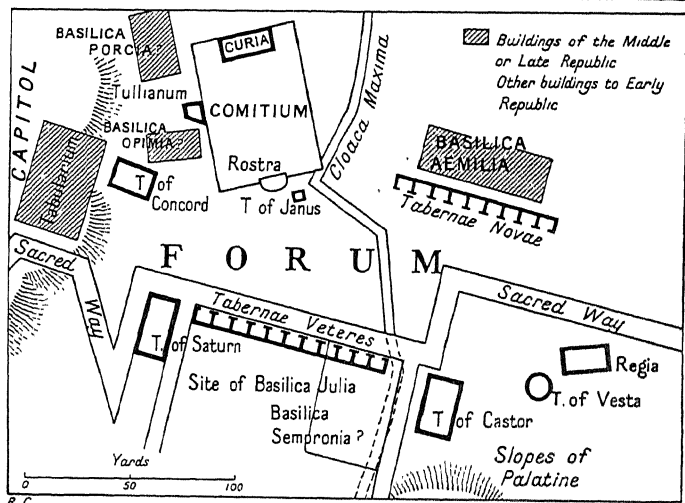 BASILICA
PORCIA?
CURIA
Buildings of the Middle
or Late Republic
Other buildings to Early
Republic
CAPITOL
Tullianum
COMITIUM
Cloaca Maxima
BASILICA
OPIMIA?
BASILICA
AEMILIA
Tabularium
Rostra
T of
Concord
T of Janus
Tabernae Novae
FORUM
Sacred
Way
Tabernae Veteres
Sacred Way
T. of Saturn
Regia
Site of Basilica Julia
T. of Vesta
Basilica
Sempronia?
T of Castor
Slopes of
Palatine
Yards
0 50 100